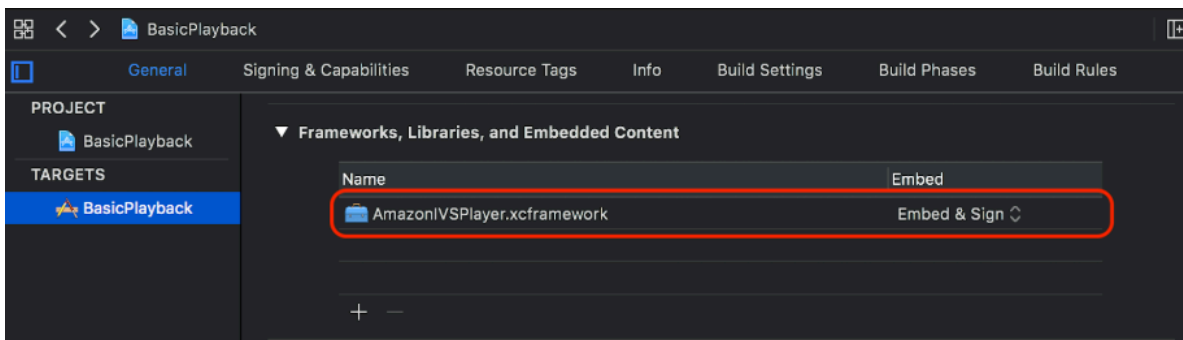 BasicPlayback
General Signing & Capabilities Resource Tags Info Build Settings Build Phases Build Rules
PROJECT
BasicPlayback
TARGETS
BasicPlayback
Frameworks, Libraries, and Embedded Content
Name Embed
AmazonIVSPlayer.xcframework Embed & Sign